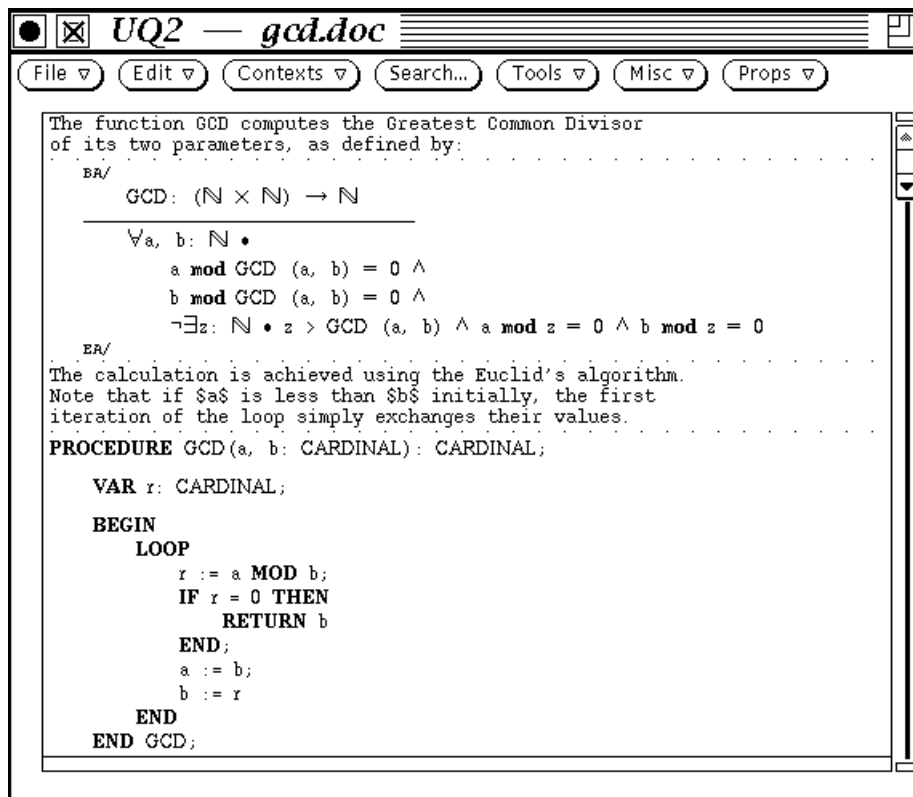 UQ2 — gcd.doc
File ▽ Edit ▽ Contexts ▽ Search... Tools ▽ Misc ▽ Props ▽
The function GCD computes the Greatest Common Divisor
of its two parameters, as defined by:
BA/
GCD: (ℕ × ℕ) → ℕ
∀a, b: ℕ •
a mod GCD (a, b) = 0 ∧
b mod GCD (a, b) = 0 ∧
¬∃z: ℕ • z > GCD (a, b) ∧ a mod z = 0 ∧ b mod z = 0
EA/
The calculation is achieved using the Euclid's algorithm.
Note that if $a$ is less than $b$ initially, the first
iteration of the loop simply exchanges their values.
PROCEDURE GCD(a, b: CARDINAL): CARDINAL;
VAR r: CARDINAL;
BEGIN
LOOP
r := a MOD b;
IF r = 0 THEN
RETURN b
END;
a := b;
b := r
END
END GCD;